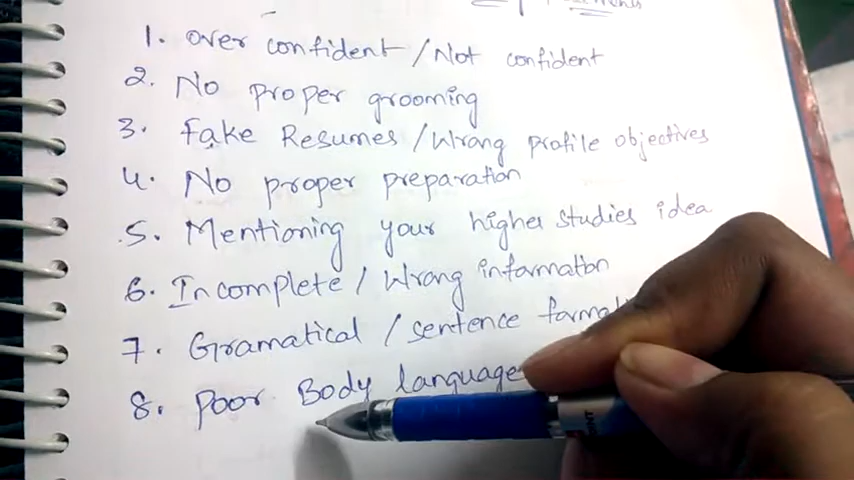 1. Over confident / Not confident
2. No proper grooming
3. Fake Resumes / Wrong profile objectives
4. No proper preparation
5. Mentioning your higher studies idea
6. Incomplete / Wrong information
7. Gramatical / sentence
8. Poor Body language